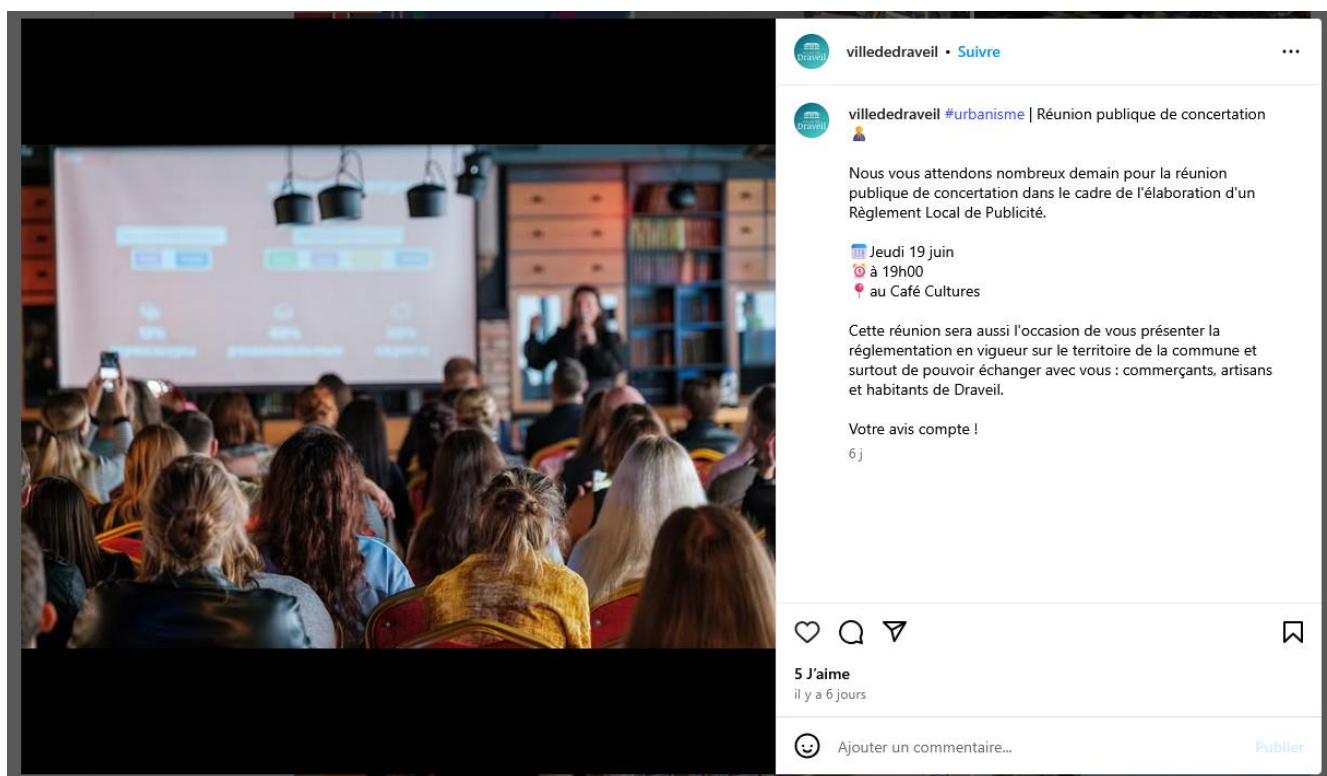 villededraveil • Suivre
villededraveil #urbanisme | Réunion publique de concertation
Nous vous attendons nombreux demain pour la réunion
publique de concertation dans le cadre de l'élaboration d'un
Règlement Local de Publicité.
Jeudi 19 juin
à 19h00
au Café Cultures
Cette réunion sera aussi l'occasion de vous présenter la
réglementation en vigueur sur le territoire de la commune et
surtout de pouvoir échanger avec vous : commerçants, artisans
et habitants de Draveil.
Votre avis compte !
6 j
5 J'aime
il y a 6 jours
Ajouter un commentaire...
Publier